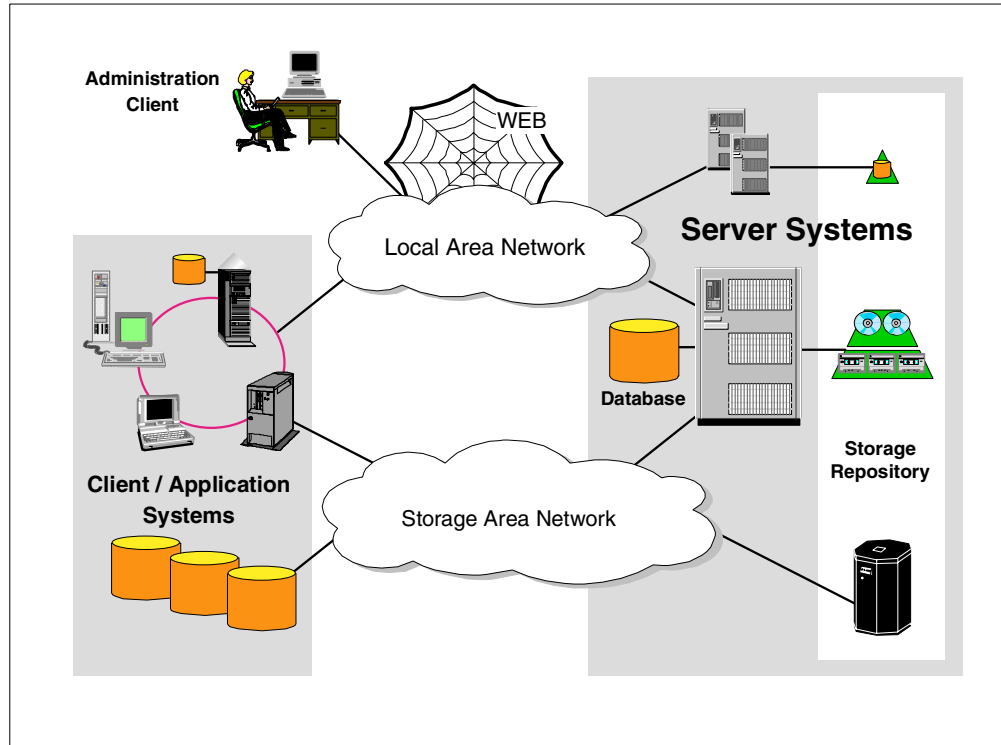 Administration
Client
WEB
Local Area Network
Server Systems
Database
Client / Application
Systems
Storage
Repository
Storage Area Network